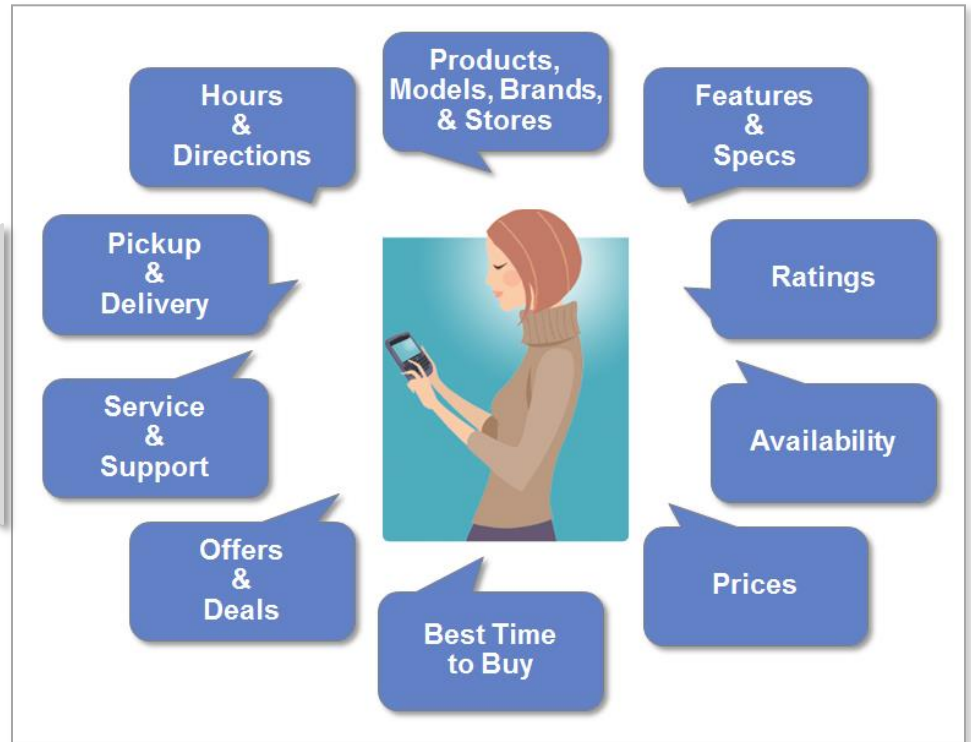 Products,
Models, Brands,
& Stores
Features
&
Specs
Ratings
Availability
Prices
Best Time
to Buy
Offers
&
Deals
Service
&
Support
Pickup
&
Delivery
Hours
&
Directions